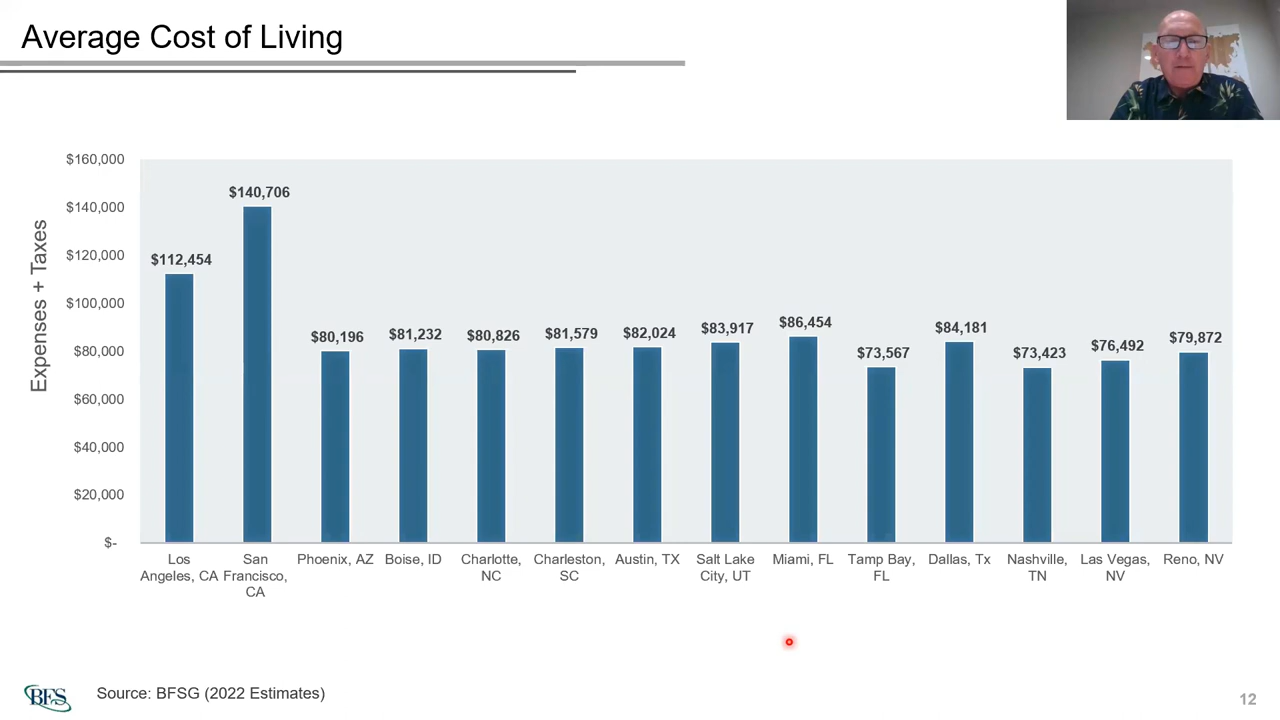 Average Cost of Living
Expenses + Taxes
$160,000
$140,000
$120,000
$100,000
$80,000
$60,000
$40,000
$20,000
$-
$112,454
$140,706
$80,196
$81,232
$80,826
$81,579
$82,024
$83,917
$86,454
$73,567
$84,181
$73,423
$76,492
$79,872
Los
Angeles, CA
San
Francisco,
CA
Phoenix, AZ
Boise, ID
Charlotte,
NC
Charleston,
SC
Austin, TX
Salt Lake
City, UT
Miami, FL
Tamp Bay,
FL
Dallas, Tx
Nashville,
TN
Las Vegas,
NV
Reno, NV
BFS
Source: BFSG (2022 Estimates)
12